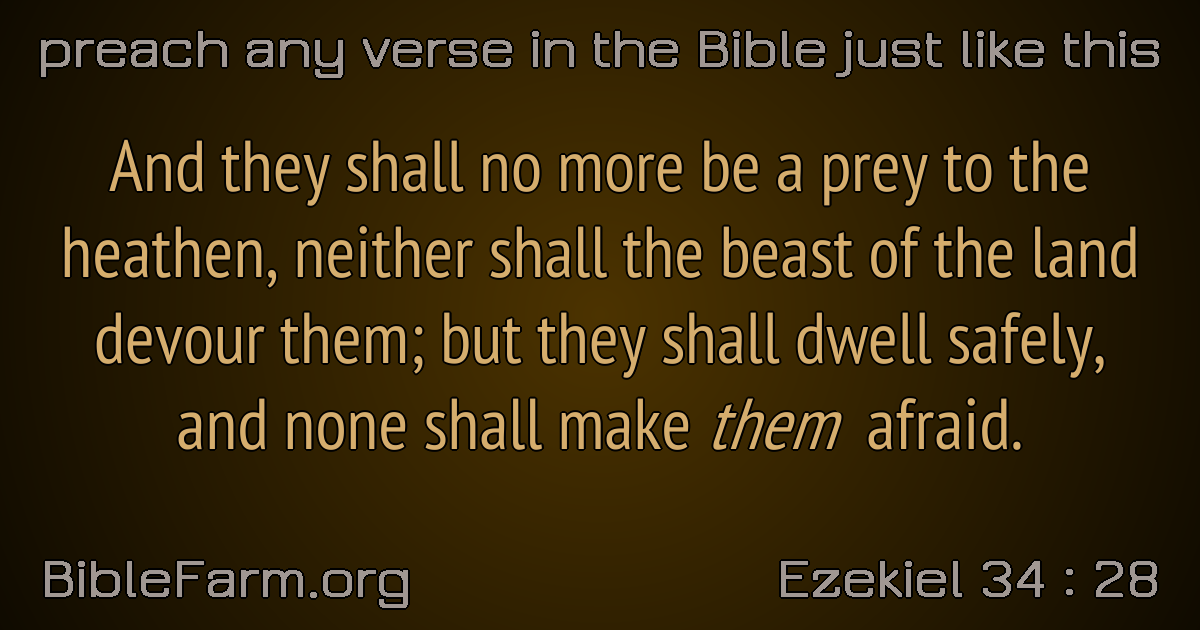 preach any verse in the Bible just like this
And they shall no more be a prey to the
heathen, neither shall the beast of the land
devour them; but they shall dwell safely,
and none shall make them afraid.
BibleFarm.org
Ezekiel 34 : 28